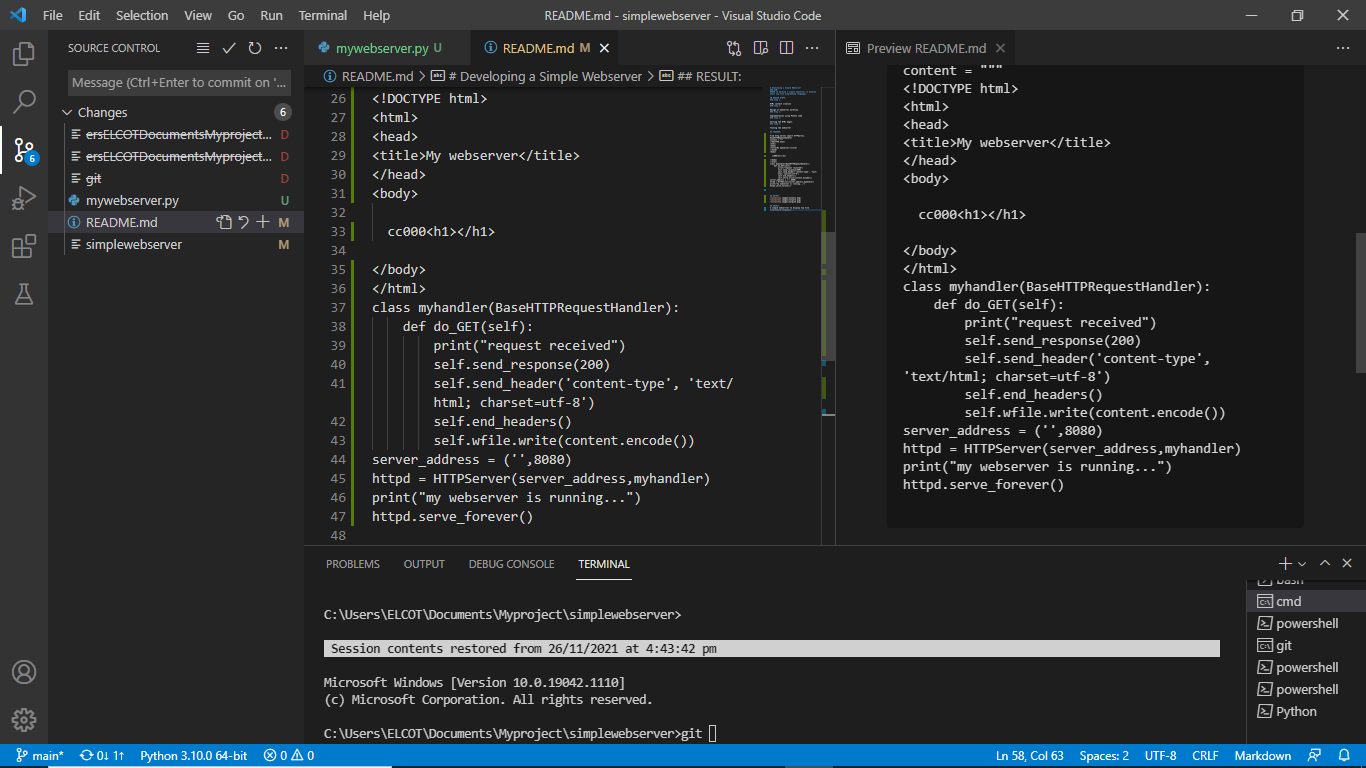 File Edit Selection View Go Run Terminal Help
README.md - simplewebserver - Visual Studio Code
SOURCE CONTROL
Message (Ctrl+Enter to commit on '...
Changes 6
ersELCOTDocumentsMyproject... D
ersELCOTDocumentsMyproject... D
git D
mywebserver.py U
README.md M
simplewebserver M
6
mywebserver.py U
README.md M
README.md > # Developing a Simple Webserver > ## RESULT:
26 <!DOCTYPE html>
27 <html>
28 <head>
29 <title>My webserver</title>
30 </head>
31 <body>
32
33 cc000<h1></h1>
34
35 </body>
36 </html>
37 class myhandler(BaseHTTPRequestHandler):
38 def do_GET(self):
39 print("request received")
40 self.send_response(200)
41 self.send_header('content-type', 'text/
html; charset=utf-8')
42 self.end_headers()
43 self.wfile.write(content.encode())
44 server_address = ('',8080)
45 httpd = HTTPServer(server_address,myhandler)
46 print("my webserver is running...")
47 httpd.serve_forever()
48
Preview README.md
content = """
<!DOCTYPE html>
<html>
<head>
<title>My webserver</title>
</head>
<body>
cc000<h1></h1>
</body>
</html>
class myhandler(BaseHTTPRequestHandler):
def do_GET(self):
print("request received")
self.send_response(200)
self.send_header('content-type',
'text/html; charset=utf-8')
self.end_headers()
self.wfile.write(content.encode())
server_address = ('',8080)
httpd = HTTPServer(server_address,myhandler)
print("my webserver is running...")
httpd.serve_forever()
PROBLEMS OUTPUT DEBUG CONSOLE TERMINAL
C:\Users\ELCOT\Documents\Myproject\simplewebserver>
Session contents restored from 26/11/2021 at 4:43:42 pm
Microsoft Windows [Version 10.0.19042.1110]
(c) Microsoft Corporation. All rights reserved.
C:\Users\ELCOT\Documents\Myproject\simplewebserver>git
bash
cmd
powershell
git
powershell
powershell
Python
main* 0↓ 1↑ Python 3.10.0 64-bit 0 0
Ln 58, Col 63 Spaces: 2 UTF-8 CRLF Markdown